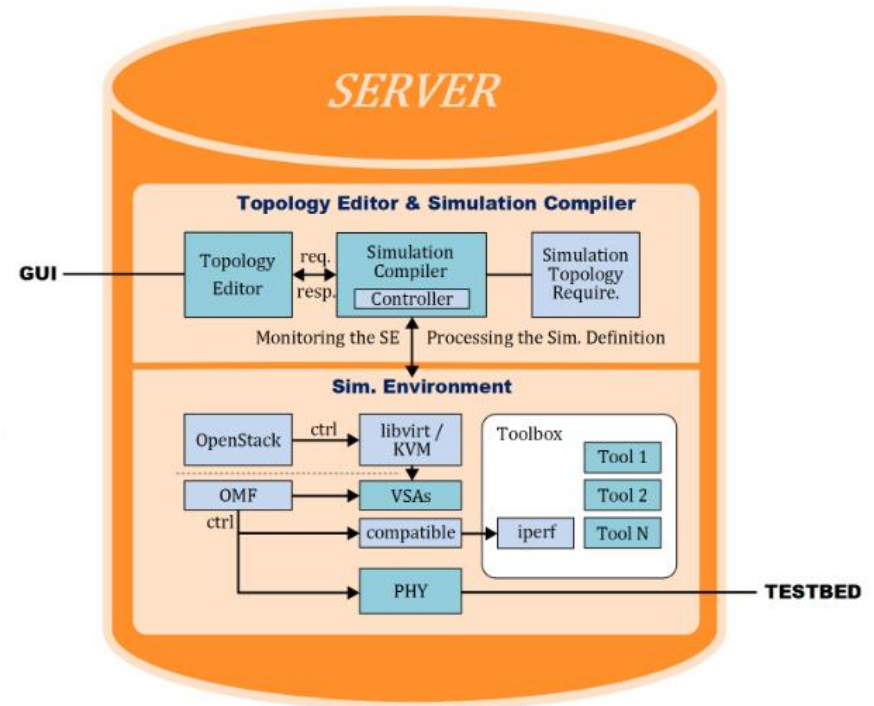 SERVER
Topology Editor & Simulation Compiler
GUI
Topology
Editor
req.
resp.
Simulation
Compiler
Controller
Simulation
Topology
Require.
Monitoring the SE
Processing the Sim. Definition
Sim. Environment
OpenStack
ctrl
libvirt /
KVM
Toolbox
Tool 1
OMF
VSAs
Tool 2
ctrl
compatible
iperf
Tool N
PHY
TESTBED